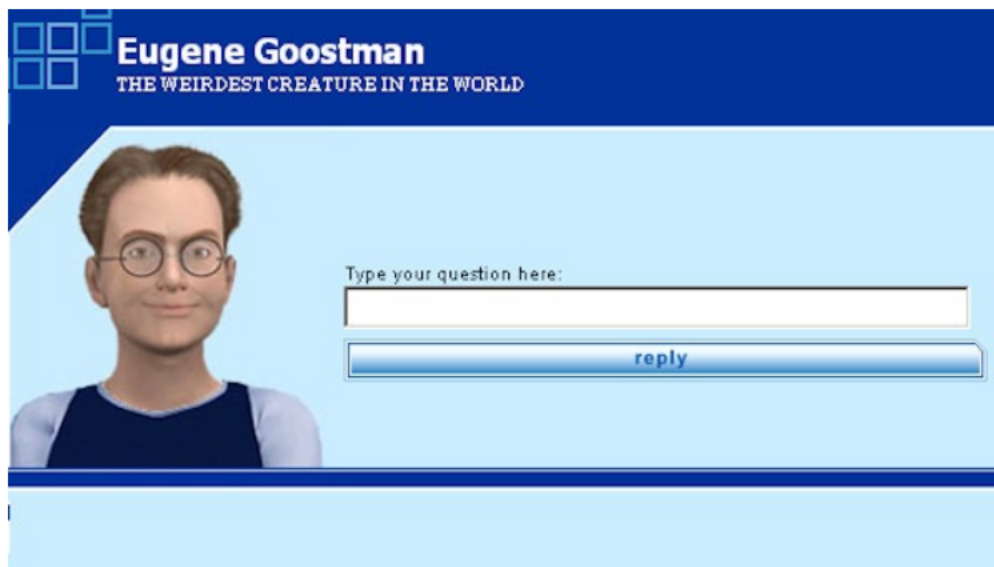 Eugene Goostman
THE WEIRDEST CREATURE IN THE WORLD
Type your question here:
reply